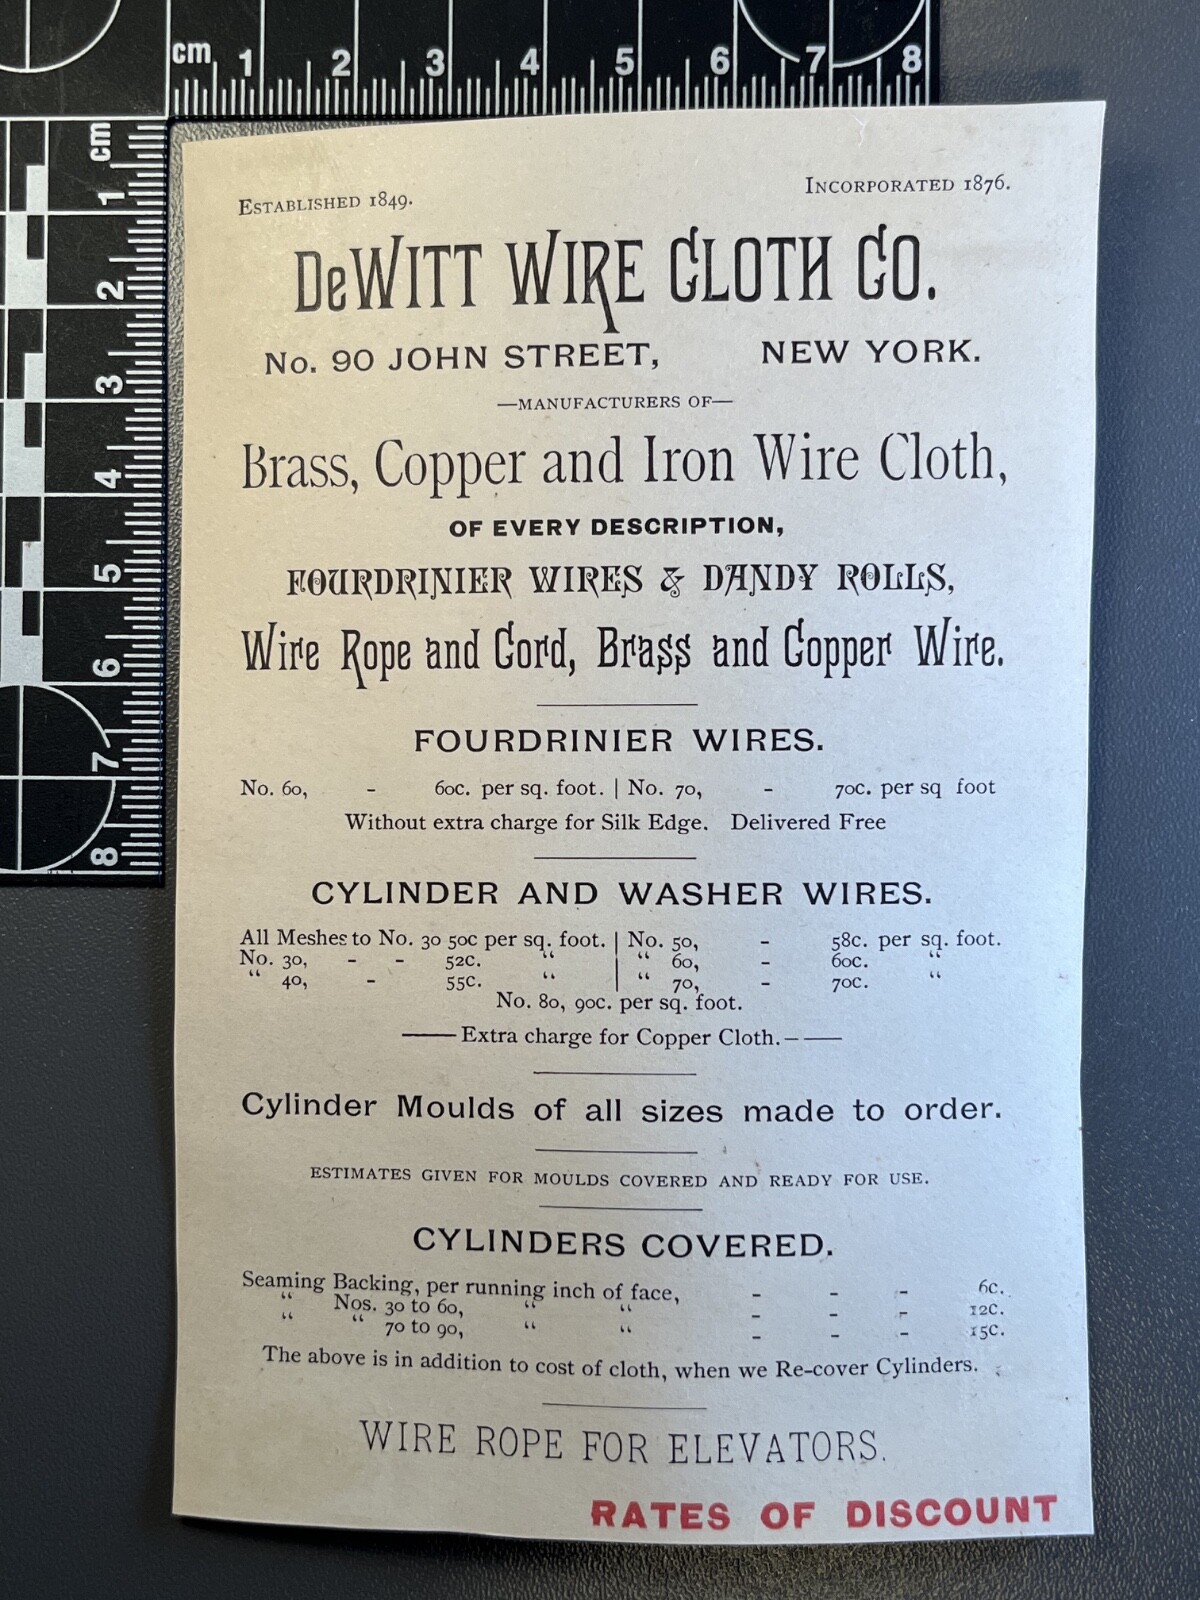 cm 1 2 3 4 5 6 7 8
cm 1 2 3 4 5 6 7 8
ESTABLISHED 1849. INCORPORATED 1876.
DeWITT WIRE CLOTH CO.
No. 90 JOHN STREET, NEW YORK.
—MANUFACTURERS OF—
Brass, Copper and Iron Wire Cloth,
OF EVERY DESCRIPTION,
FOURDRINIER WIRES & DANDY ROLLS,
Wire Rope and Cord, Brass and Copper Wire.
FOURDRINIER WIRES.
No. 60, - 60c. per sq. foot. | No. 70, - 70c. per sq foot
Without extra charge for Silk Edge. Delivered Free
CYLINDER AND WASHER WIRES.
All Meshes to No. 30 50c per sq. foot. | No. 50, - 58c. per sq. foot.
No. 30, - - 52c. “ | “ 60, - 60c. “
“ 40, - 55c. “ | “ 70, - 70c. “
No. 80, 90c. per sq. foot.
—— Extra charge for Copper Cloth. – ——
Cylinder Moulds of all sizes made to order.
ESTIMATES GIVEN FOR MOULDS COVERED AND READY FOR USE.
CYLINDERS COVERED.
Seaming Backing, per running inch of face, - - - 6c.
“ Nos. 30 to 60, “ “ - - - 12c.
“ “ 70 to 90, “ “ - - - 15c.
The above is in addition to cost of cloth, when we Re-cover Cylinders.
WIRE ROPE FOR ELEVATORS.
RATES OF DISCOUNT